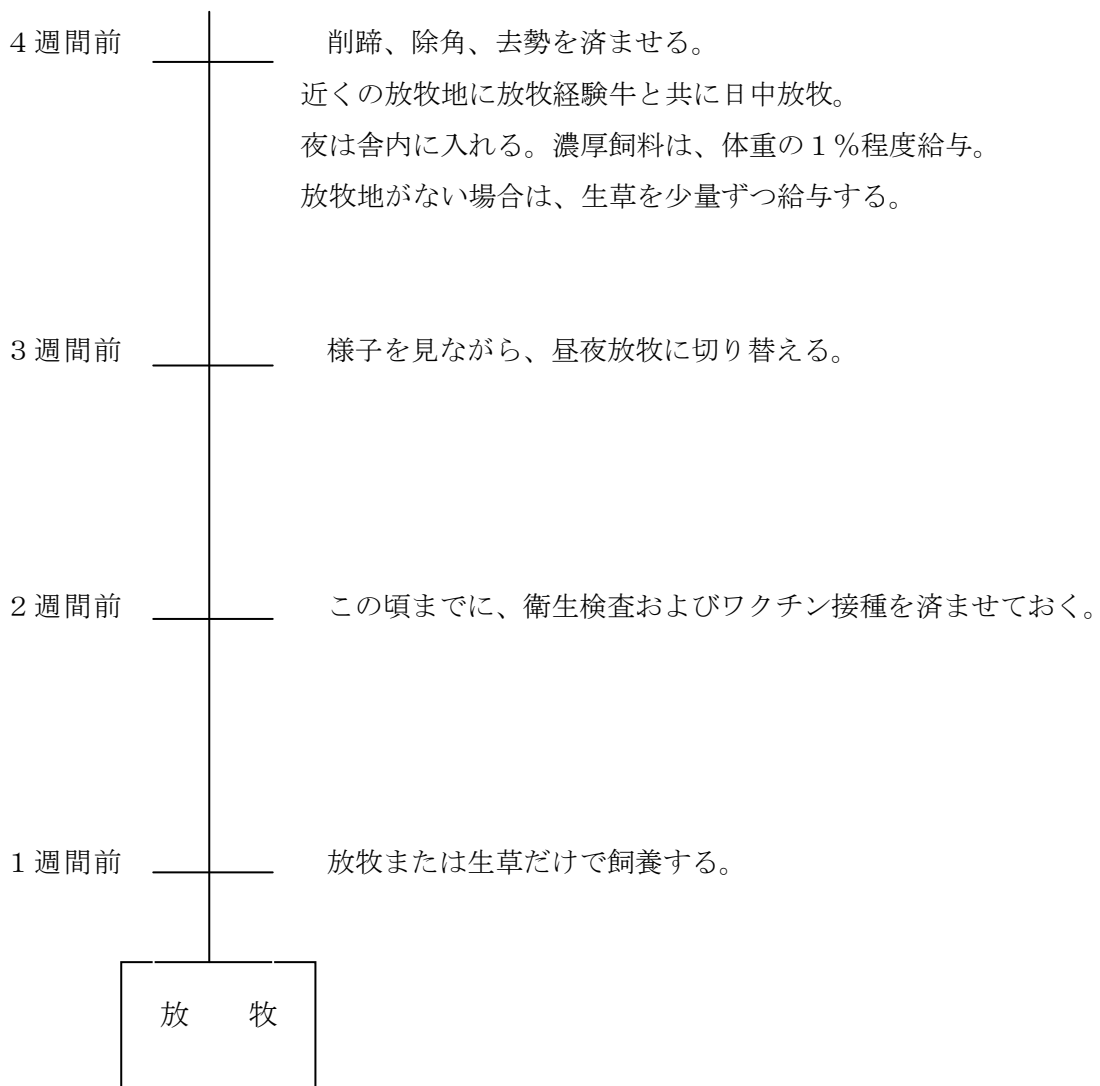 4週間前 削蹄、除角、去勢を済ませる。
近くの放牧地に放牧経験牛と共に日中放牧。
夜は舎内に入れる。濃厚飼料は、体重の1%程度給与。
放牧地がない場合は、生草を少量ずつ給与する。
3週間前 様子を見ながら、昼夜放牧に切り替える。
2週間前 この頃までに、衛生検査およびワクチン接種を済ませておく。
1週間前 放牧または生草だけで飼養する。
放 牧